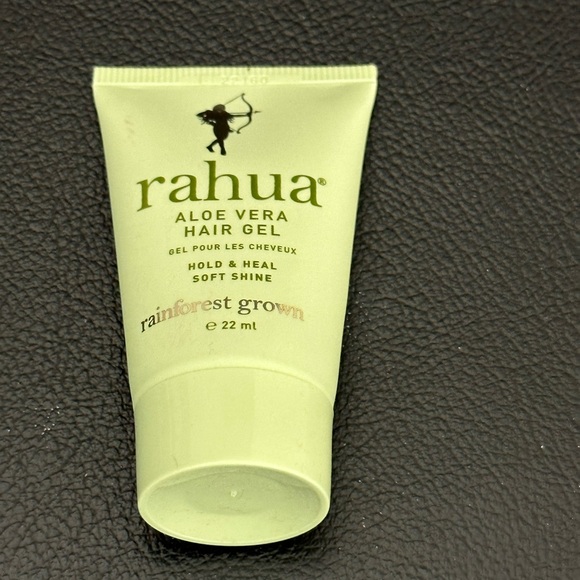 rahua®
ALOE VERA
HAIR GEL
GEL POUR LES CHEVEUX
HOLD & HEAL
SOFT SHINE
rainforest grown
℮ 22 ml